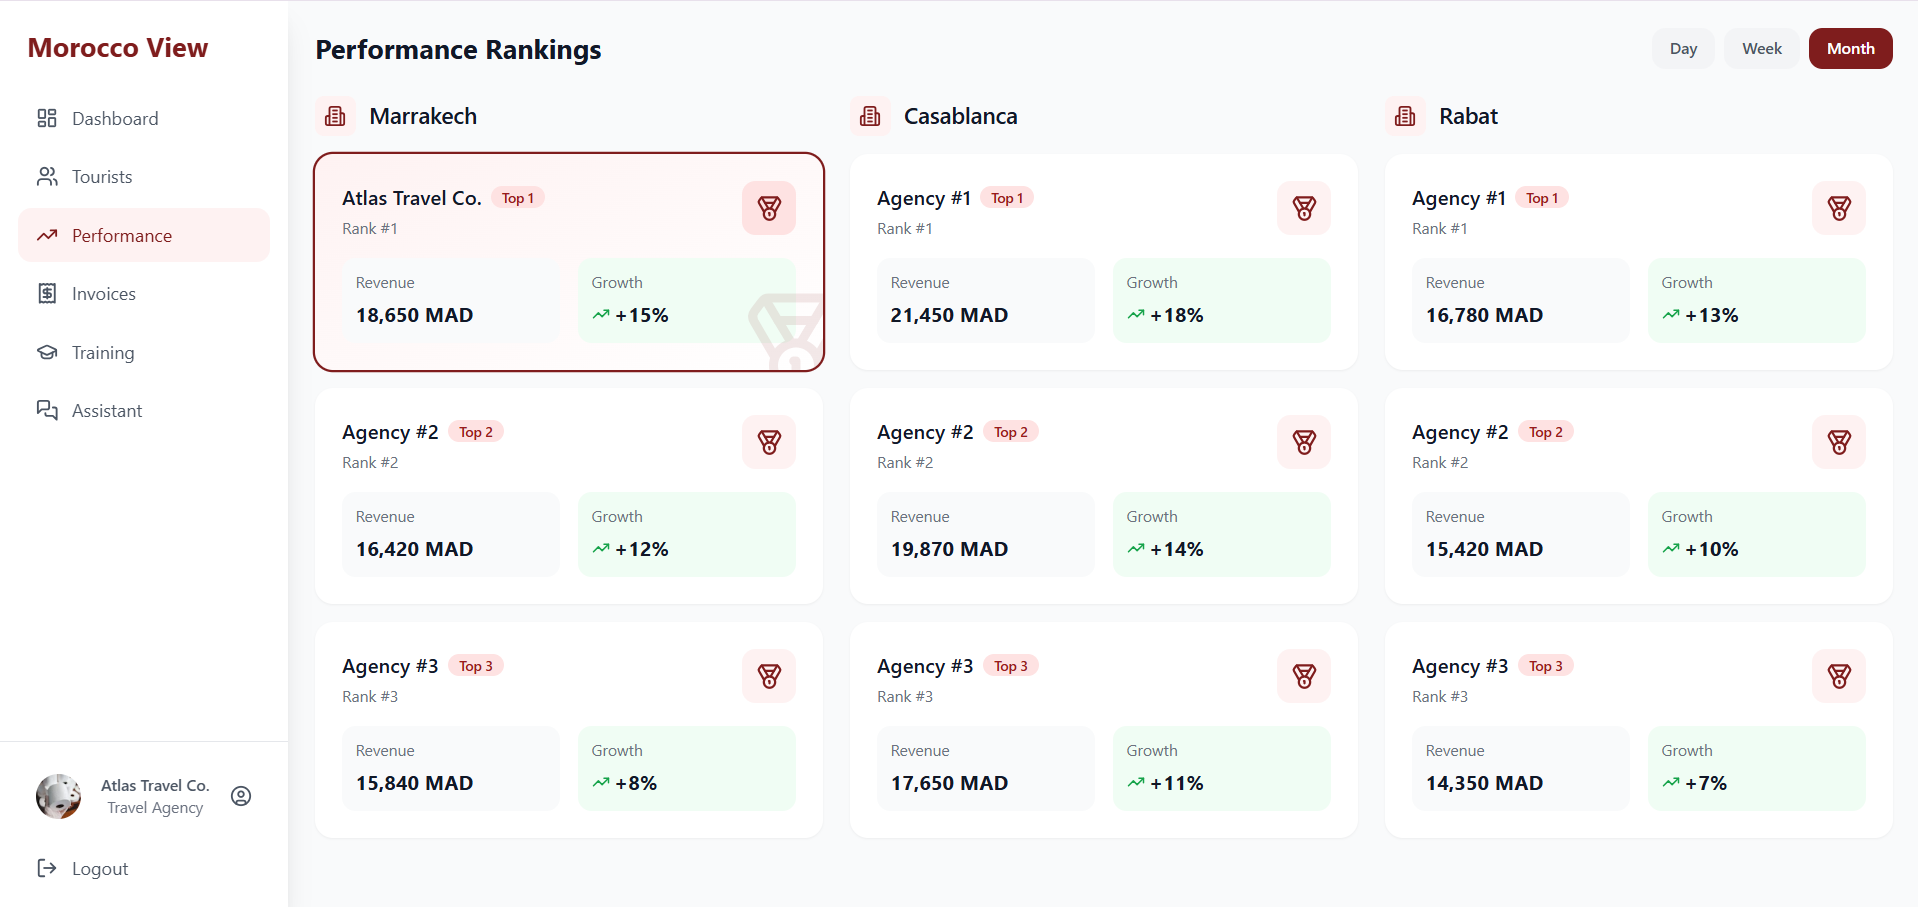 Morocco View
Dashboard
Tourists
Performance
Invoices
Training
Assistant
Atlas Travel Co.
Travel Agency
Logout
Performance Rankings
Day Week Month
Marrakech
Atlas Travel Co. Top 1
Rank #1
Revenue Growth
18,650 MAD +15%
Agency #2 Top 2
Rank #2
Revenue Growth
16,420 MAD +12%
Agency #3 Top 3
Rank #3
Revenue Growth
15,840 MAD +8%
Casablanca
Agency #1 Top 1
Rank #1
Revenue Growth
21,450 MAD +18%
Agency #2 Top 2
Rank #2
Revenue Growth
19,870 MAD +14%
Agency #3 Top 3
Rank #3
Revenue Growth
17,650 MAD +11%
Rabat
Agency #1 Top 1
Rank #1
Revenue Growth
16,780 MAD +13%
Agency #2 Top 2
Rank #2
Revenue Growth
15,420 MAD +10%
Agency #3 Top 3
Rank #3
Revenue Growth
14,350 MAD +7%